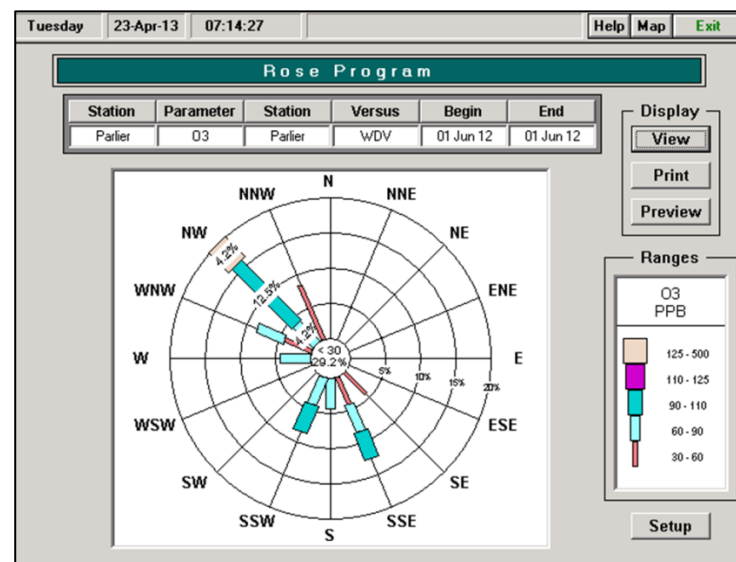 Tuesday 23-Apr-13 07:14:27 Help Map Exit
Rose Program
Station Parameter Station Versus Begin End
Parlier O3 Parlier WDV 01 Jun 12 01 Jun 12
Display
View
Print
Preview
N
NNW NNE
NW NE
WNW ENE
W E
WSW ESE
SW SE
SSW SSE
S
4.2%
12.5%
4.2%
< 30
29.2%
5% 10% 15% 20%
Ranges
O3
PPB
125 - 500
110 - 125
90 - 110
60 - 90
30 - 60
Setup